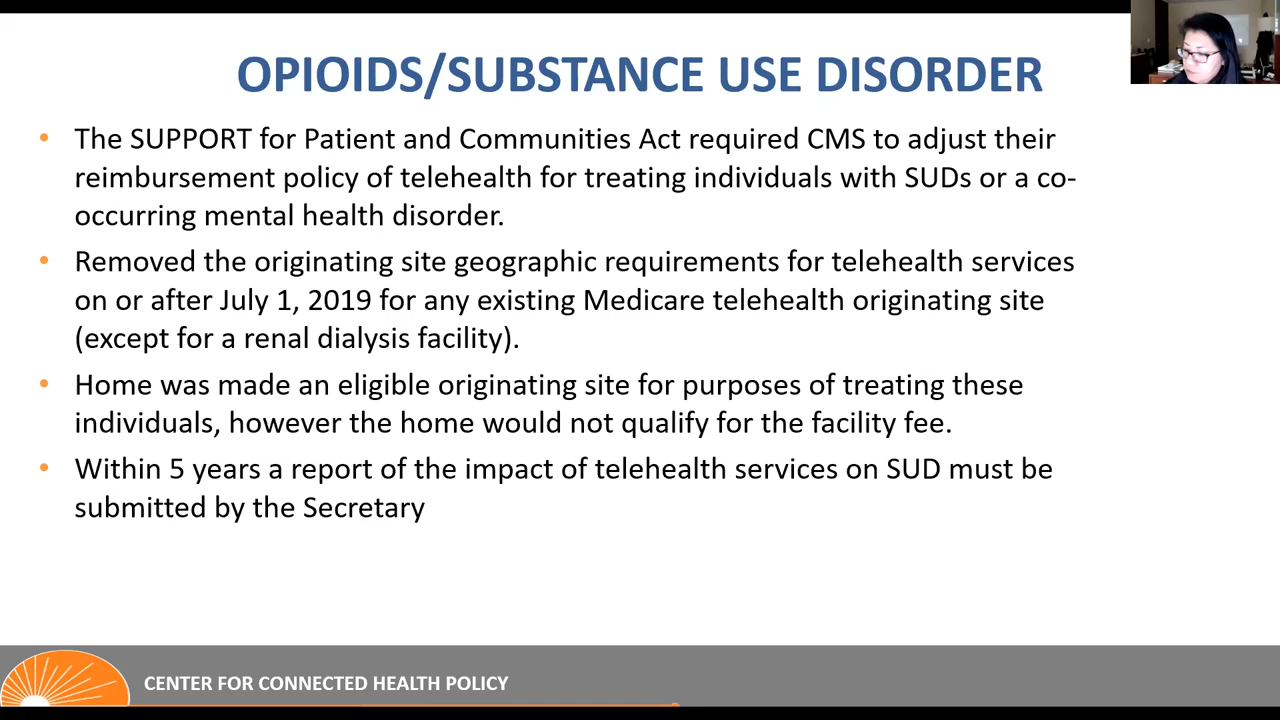 OPIOIDS/SUBSTANCE USE DISORDER
• The SUPPORT for Patient and Communities Act required CMS to adjust their
reimbursement policy of telehealth for treating individuals with SUDs or a co-
occurring mental health disorder.
• Removed the originating site geographic requirements for telehealth services
on or after July 1, 2019 for any existing Medicare telehealth originating site
(except for a renal dialysis facility).
• Home was made an eligible originating site for purposes of treating these
individuals, however the home would not qualify for the facility fee.
• Within 5 years a report of the impact of telehealth services on SUD must be
submitted by the Secretary
CENTER FOR CONNECTED HEALTH POLICY